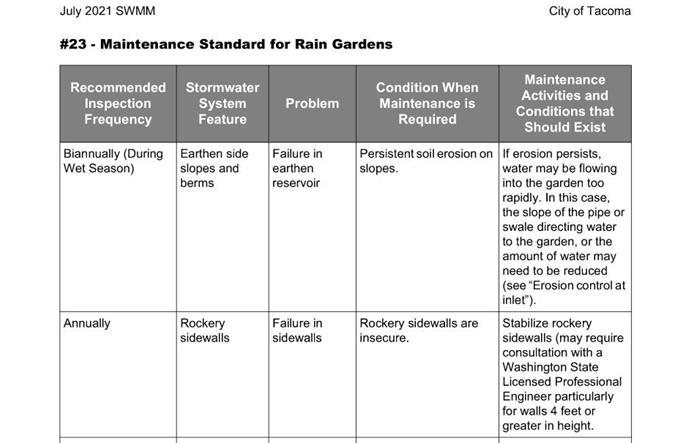 July 2021 SWMM
City of Tacoma
#23 - Maintenance Standard for Rain Gardens
Recommended
Inspection
Frequency
Stormwater
System
Feature
Problem
Condition When
Maintenance is
Required
Maintenance
Activities and
Conditions that
Should Exist
Biannually (During
Wet Season)
Earthen side
slopes and
berms
Failure in
earthen
reservoir
Persistent soil erosion on
slopes.
If erosion persists,
water may be flowing
into the garden too
rapidly. In this case,
the slope of the pipe or
swale directing water
to the garden, or the
amount of water may
need to be reduced
(see “Erosion control at
inlet”).
Annually
Rockery
sidewalls
Failure in
sidewalls
Rockery sidewalls are
insecure.
Stabilize rockery
sidewalls (may require
consultation with a
Washington State
Licensed Professional
Engineer particularly
for walls 4 feet or
greater in height.